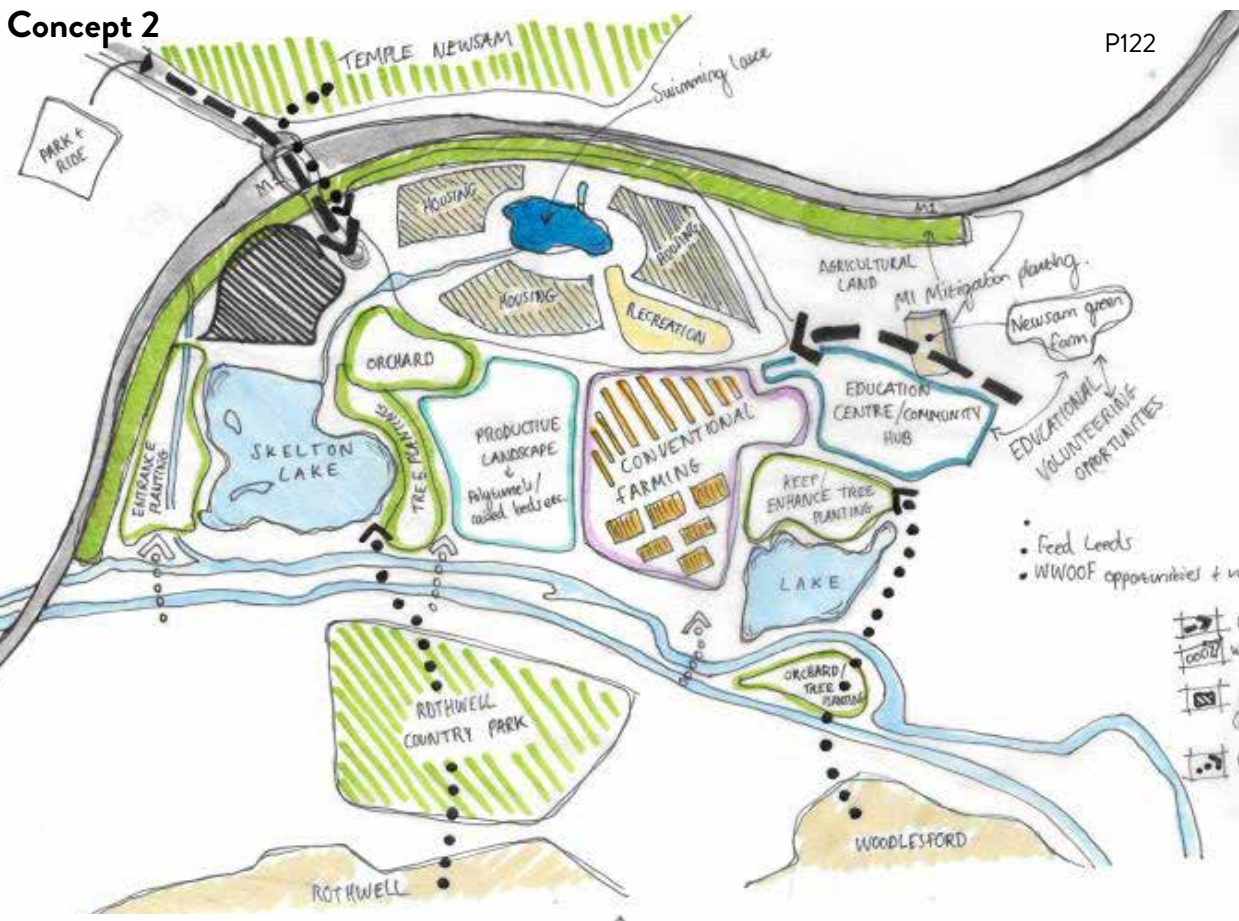 Concept 2
P122
TEMPLE NEWSAM
Swimming lake
PARK +
RIDE
M1
HOUSING
HOUSING
HOUSING
RECREATION
M1
AGRICULTURAL
LAND
M1 Mitigation planting.
Newsam green
farm
ORCHARD
EDUCATION
CENTRE/COMMUNITY
HUB
EDUCATIONAL
VOLUNTEERING
OPPORTUNITIES
SKELTON
LAKE
ENTRANCE
PLANTING
TREE PLANTING
PRODUCTIVE
LANDSCAPE
Polytunnels/
raised beds etc.
CONVENTIONAL
FARMING
KEEP/
ENHANCE TREE
PLANTING
LAKE
• Feed Leeds
• WWOOF opportunities +
ORCHARD/
TREE
PLANTING
ROTHWELL
COUNTRY PARK
WOODLESFORD
ROTHWELL